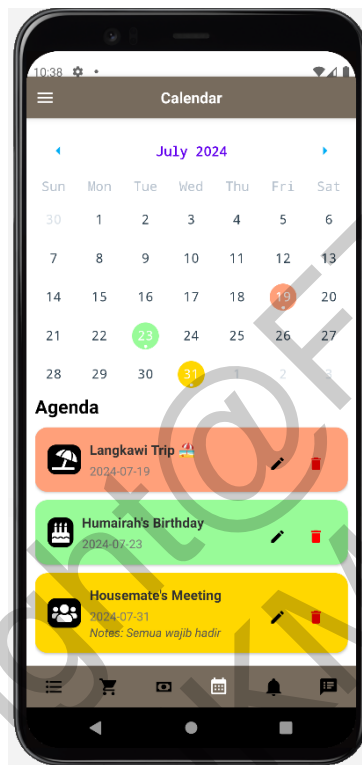 10:38
Calendar
July 2024
Sun Mon Tue Wed Thu Fri Sat
30 1 2 3 4 5 6
7 8 9 10 11 12 13
14 15 16 17 18 19 20
21 22 23 24 25 26 27
28 29 30 31 1 2 3
Agenda
Langkawi Trip 🏖️
2024-07-19
Humairah's Birthday
2024-07-23
Housemate's Meeting
2024-07-31
Notes: Semua wajib hadir